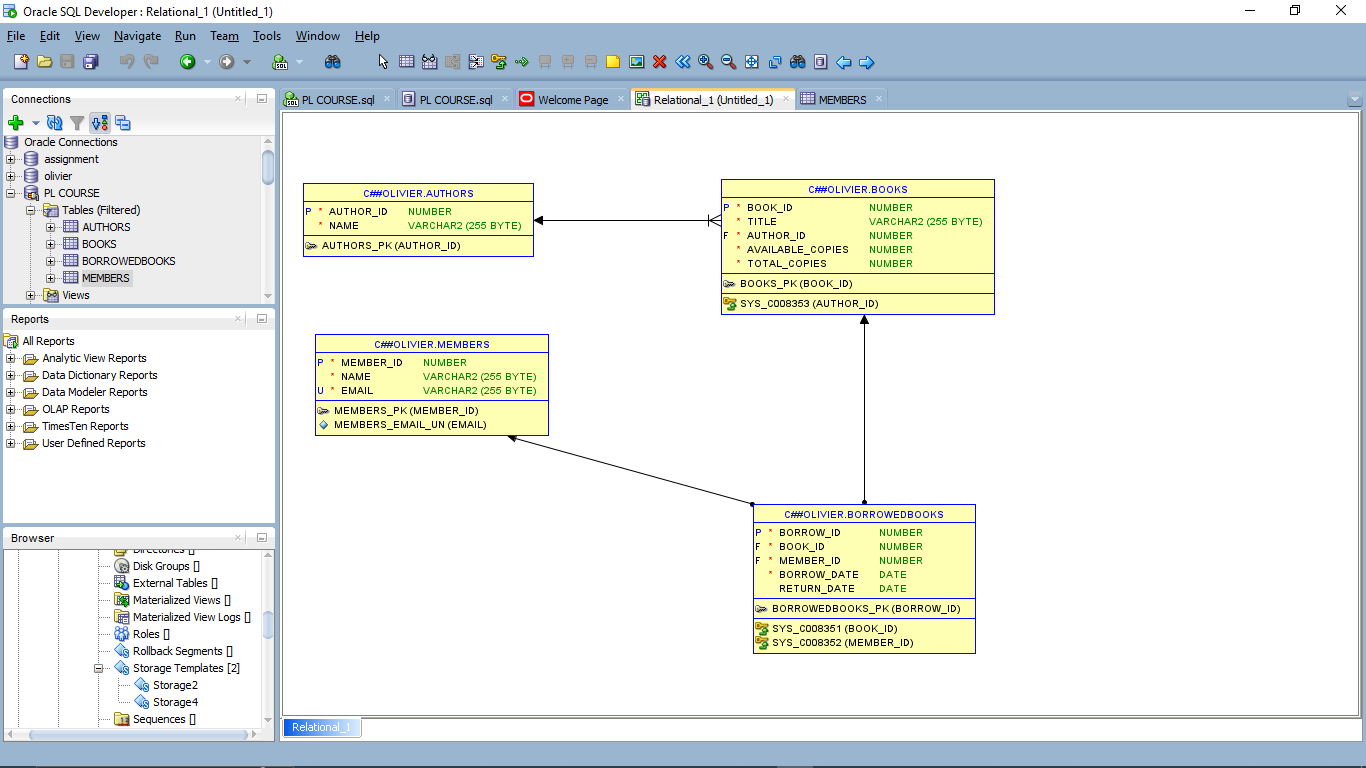 Oracle SQL Developer : Relational_1 (Untitled_1)
File Edit View Navigate Run Team Tools Window Help
Connections
Oracle Connections
assignment
olivier
PL COURSE
Tables (Filtered)
AUTHORS
BOOKS
BORROWEDBOOKS
MEMBERS
Views
Reports
All Reports
Analytic View Reports
Data Dictionary Reports
Data Modeler Reports
OLAP Reports
TimesTen Reports
User Defined Reports
Browser
Directories []
Disk Groups []
External Tables []
Materialized Views []
Materialized View Logs []
Roles []
Rollback Segments []
Storage Templates [2]
Storage2
Storage4
Sequences []
PL COURSE.sql PL COURSE.sql Welcome Page Relational_1 (Untitled_1) MEMBERS
C##OLIVIER.AUTHORS
P * AUTHOR_ID NUMBER
* NAME VARCHAR2 (255 BYTE)
AUTHORS_PK (AUTHOR_ID)
C##OLIVIER.BOOKS
P * BOOK_ID NUMBER
* TITLE VARCHAR2 (255 BYTE)
F * AUTHOR_ID NUMBER
* AVAILABLE_COPIES NUMBER
* TOTAL_COPIES NUMBER
BOOKS_PK (BOOK_ID)
SYS_C008353 (AUTHOR_ID)
C##OLIVIER.MEMBERS
P * MEMBER_ID NUMBER
* NAME VARCHAR2 (255 BYTE)
U * EMAIL VARCHAR2 (255 BYTE)
MEMBERS_PK (MEMBER_ID)
MEMBERS_EMAIL_UN (EMAIL)
C##OLIVIER.BORROWEDBOOKS
P * BORROW_ID NUMBER
F * BOOK_ID NUMBER
F * MEMBER_ID NUMBER
* BORROW_DATE DATE
RETURN_DATE DATE
BORROWEDBOOKS_PK (BORROW_ID)
SYS_C008351 (BOOK_ID)
SYS_C008352 (MEMBER_ID)
Relational_1